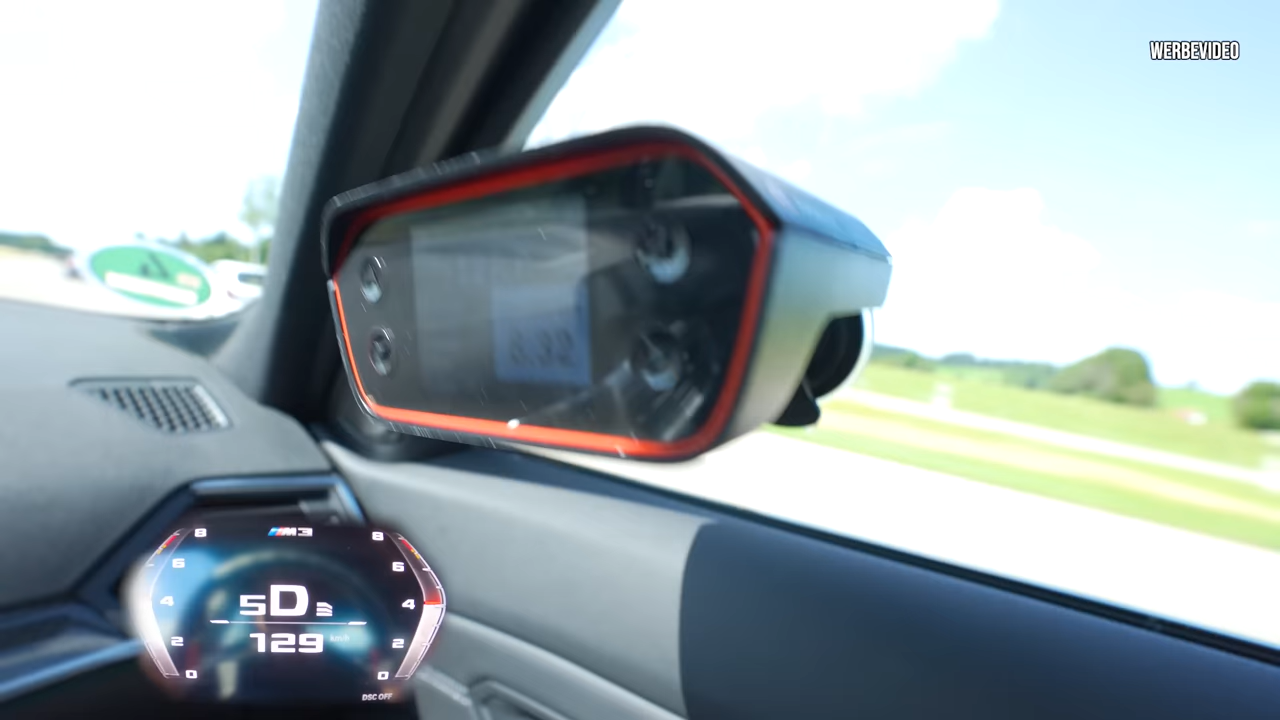 WERBEVIDEO
8 M3 8
6 6
5D
4 4
129 km/h
2 2
0 0
DSC OFF